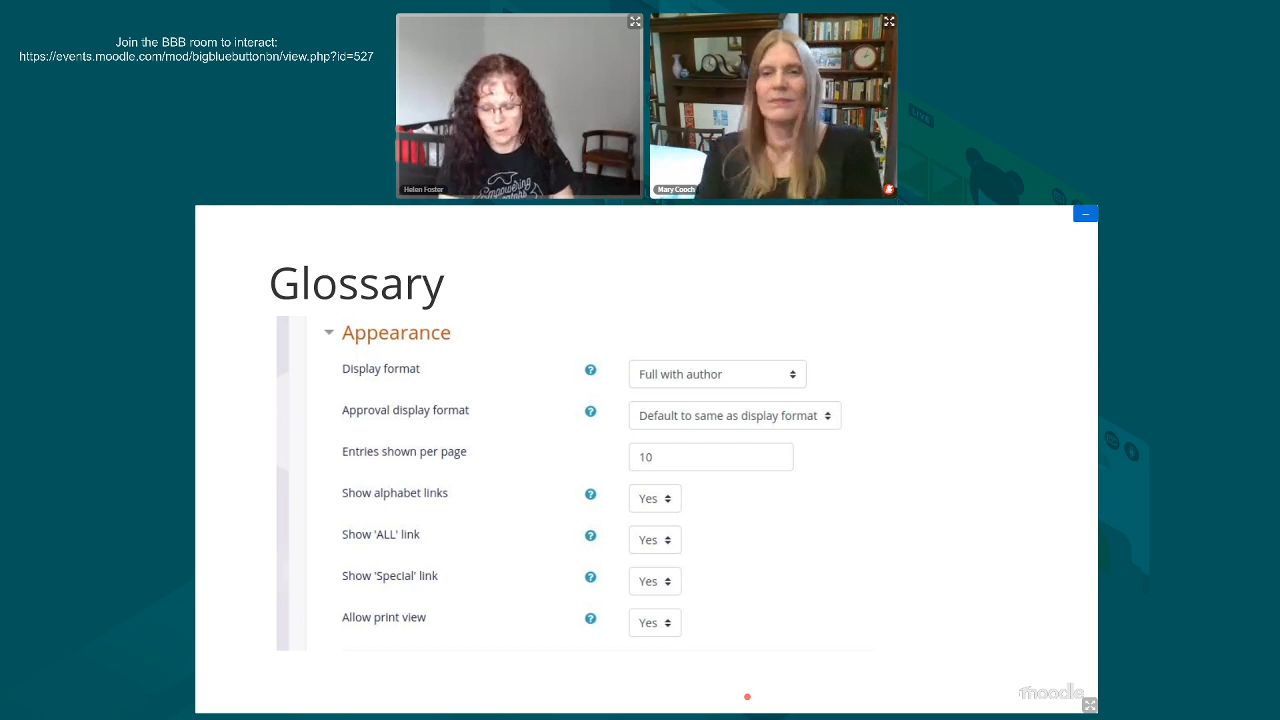 Join the BBB room to interact:
https://events.moodle.com/mod/bigbluebuttonbn/view.php?id=527
LIVE
Empowering
Helen Foster
Mary Cooch
Glossary
Appearance
Display format ? Full with author
Approval display format ? Default to same as display format
Entries shown per page 10
Show alphabet links ? Yes
Show 'ALL' link ? Yes
Show 'Special' link ? Yes
Allow print view ? Yes
moodle